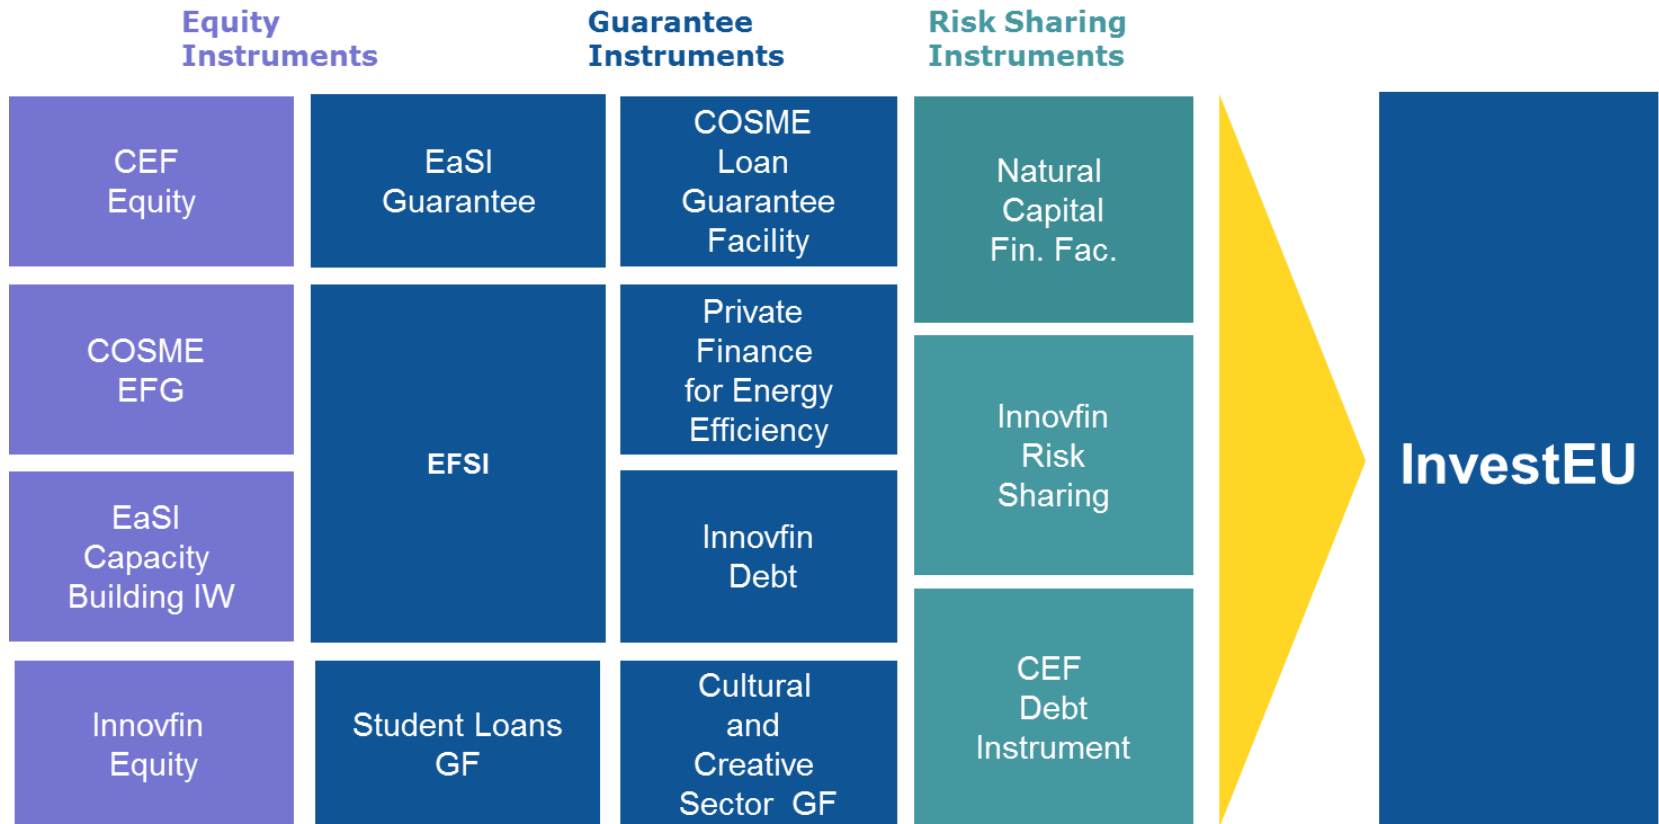 Equity
Instruments
Guarantee
Instruments
Risk Sharing
Instruments
CEF
Equity
COSME
EFG
EaSI
Capacity
Building IW
Innovfin
Equity
EaSI
Guarantee
EFSI
Student Loans
GF
COSME
Loan
Guarantee
Facility
Private
Finance
for Energy
Efficiency
Innovfin
Debt
Cultural
and
Creative
Sector GF
Natural
Capital
Fin. Fac.
Innovfin
Risk
Sharing
CEF
Debt
Instrument
InvestEU